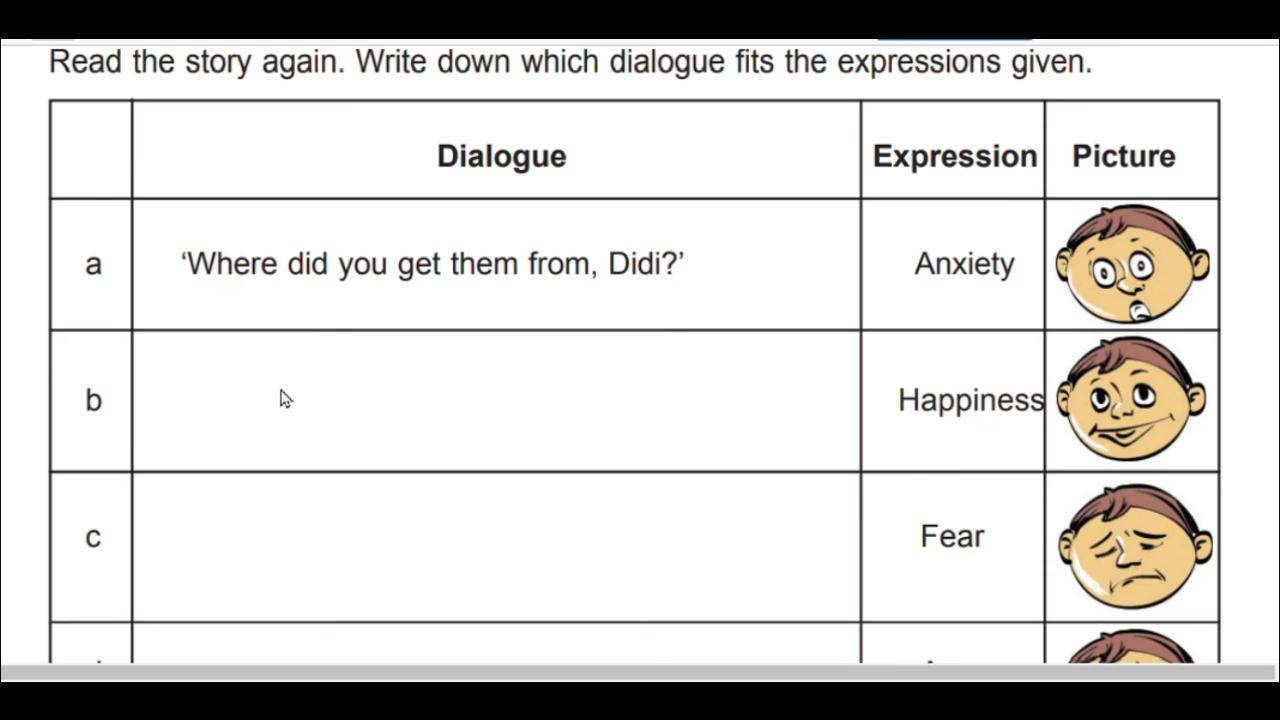 Read the story again. Write down which dialogue fits the expressions given.
Dialogue Expression Picture
a ‘Where did you get them from, Didi?’ Anxiety
b Happiness
c Fear